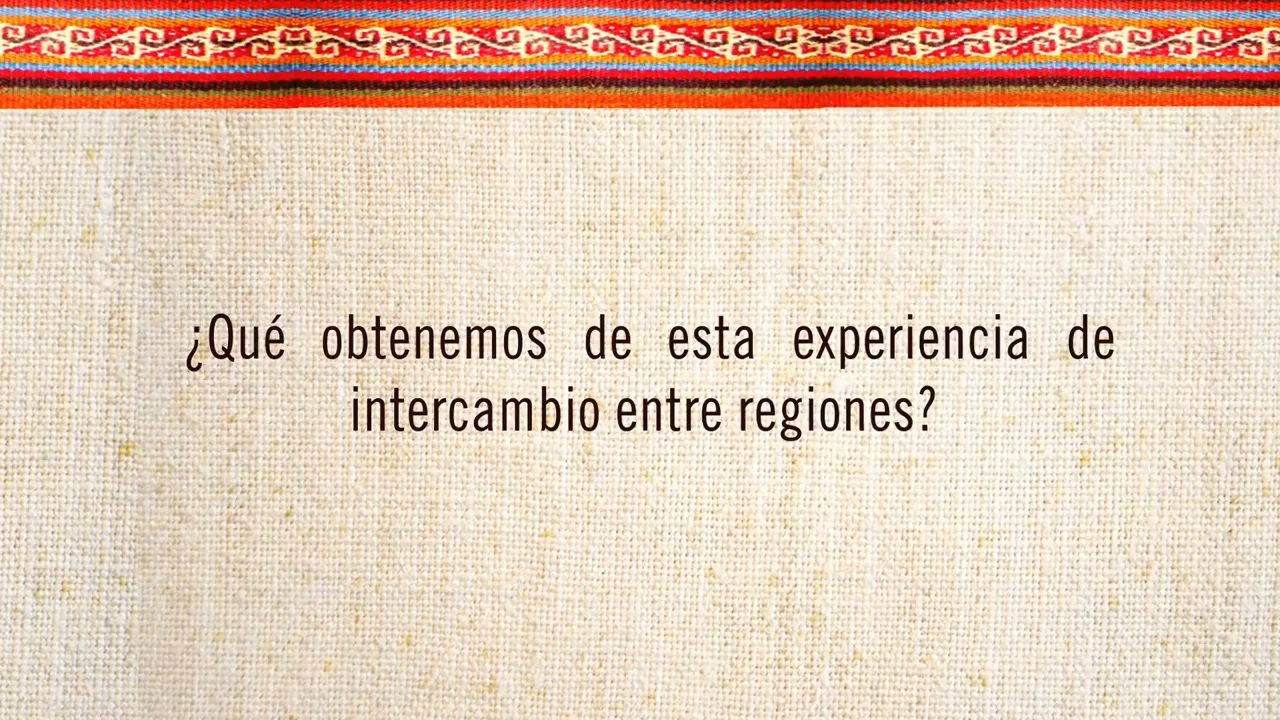 ¿Qué obtenemos de esta experiencia de
intercambio entre regiones?